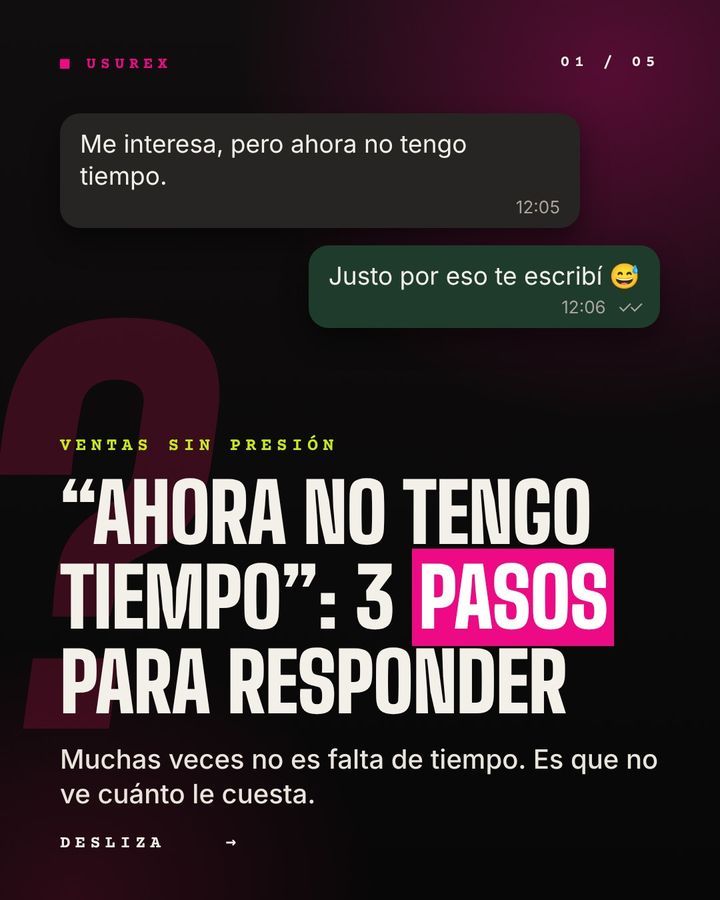 USUREX
01 / 05
Me interesa, pero ahora no tengo
tiempo.
12:05
Justo por eso te escribí 😅
12:06
VENTAS SIN PRESIÓN
“AHORA NO TENGO
TIEMPO”: 3 PASOS
PARA RESPONDER
Muchas veces no es falta de tiempo. Es que no
ve cuánto le cuesta.
DESLIZA →